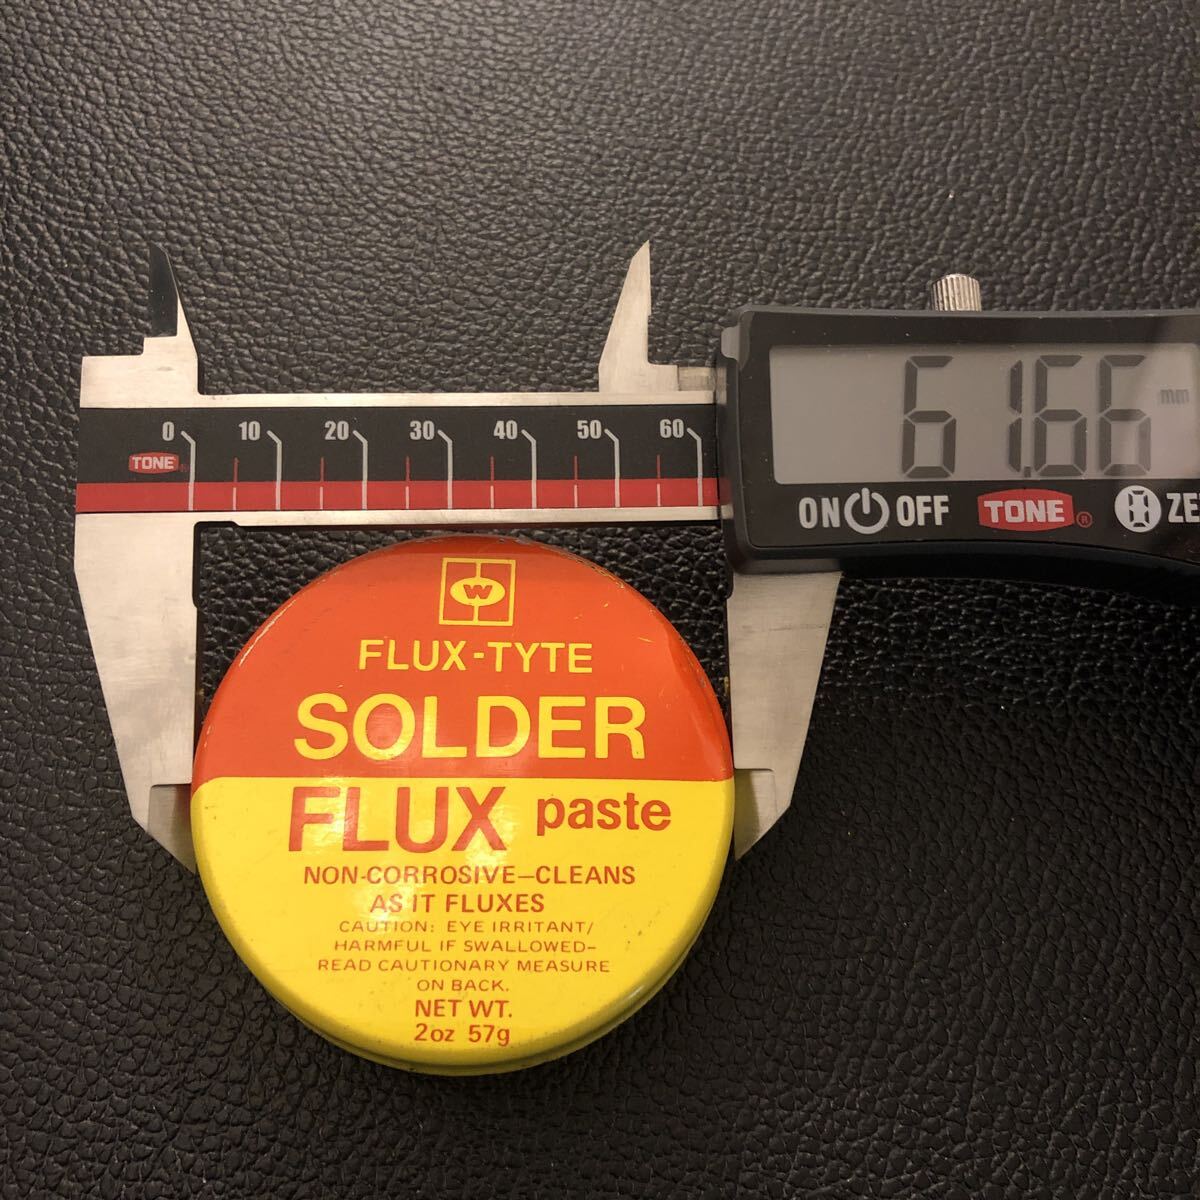 0 10 20 30 40 50 60
TONE
61.66 mm
ON OFF TONE ®
W
FLUX-TYTE
SOLDER
FLUX paste
NON-CORROSIVE—CLEANS
AS IT FLUXES
CAUTION: EYE IRRITANT/
HARMFUL IF SWALLOWED–
READ CAUTIONARY MEASURE
ON BACK.
NET WT.
2oz 57g